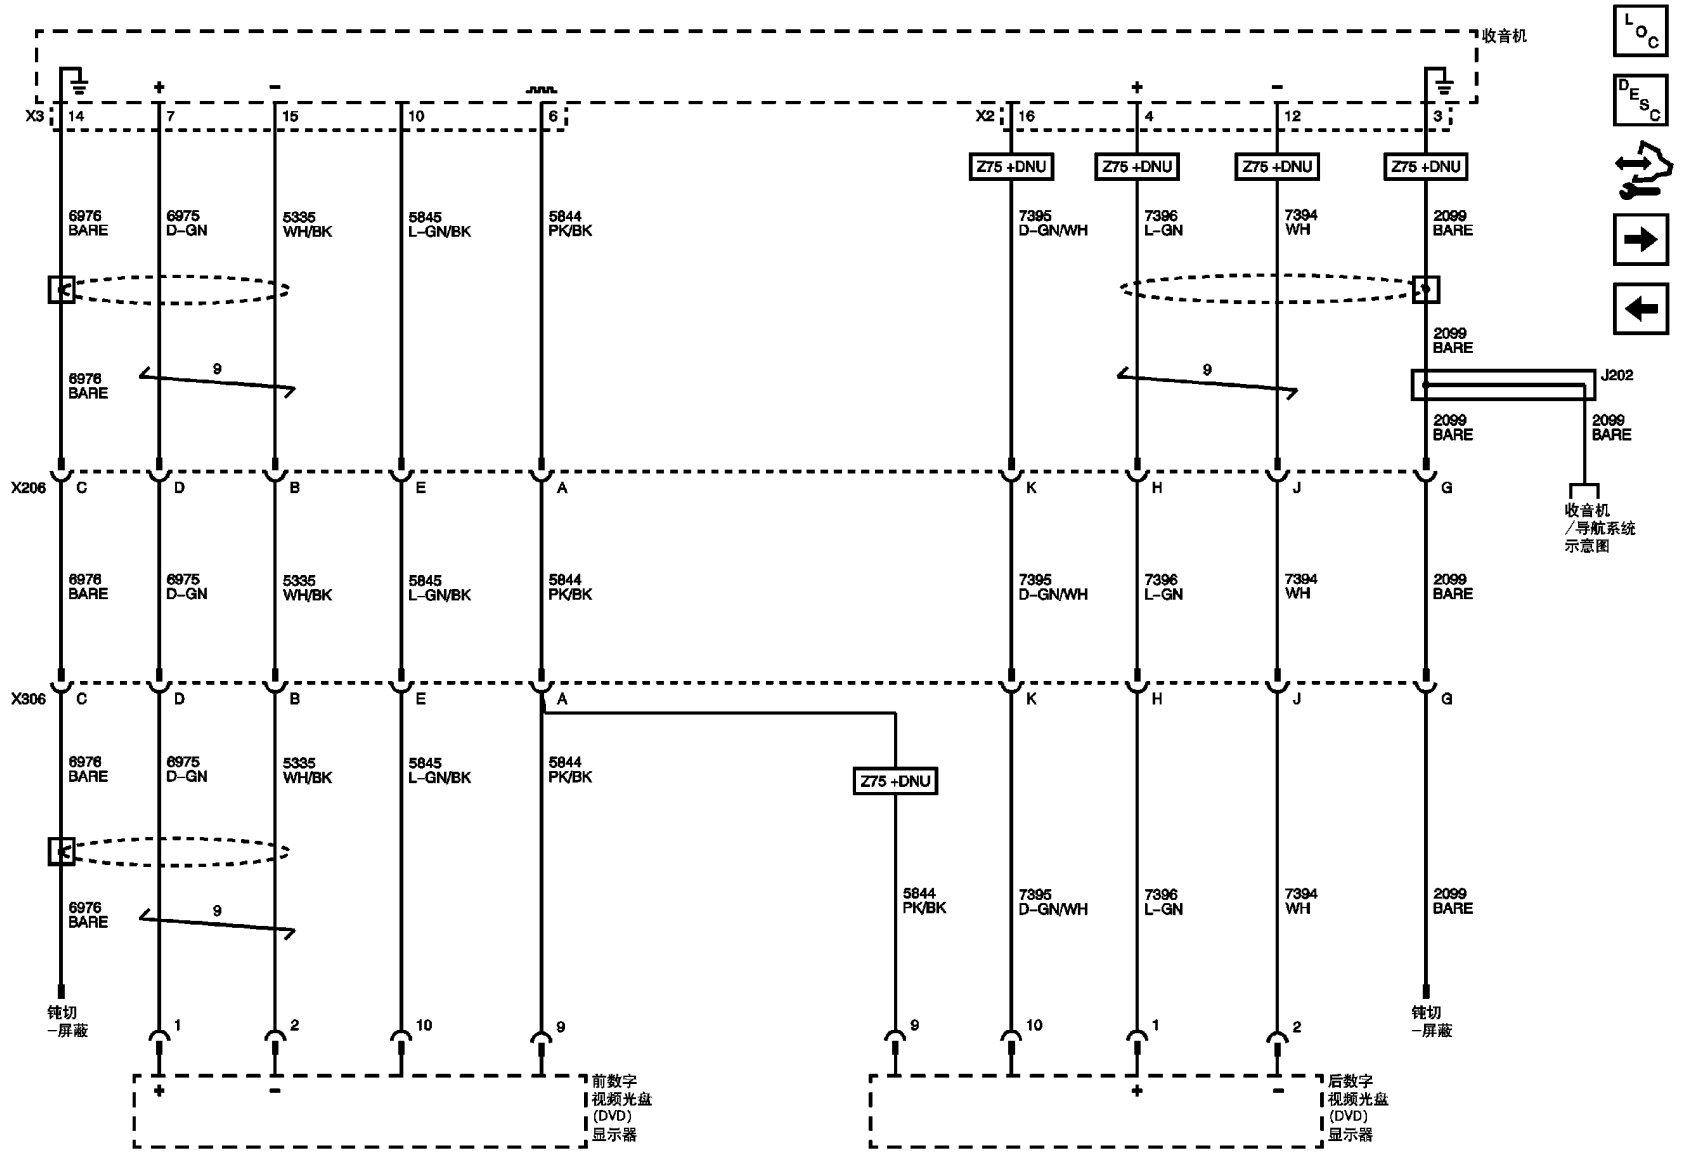 收音机
L
O
C
D
E
S
C
+ −
+ −
X3 14 7 15 10 6
X2 16 4 12 3
Z75 +DNU Z75 +DNU Z75 +DNU Z75 +DNU
6976 6975 5335 5845 5844 7395 7396 7394 2099
BARE D-GN WH/BK L-GN/BK PK/BK D-GN/WH L-GN WH BARE
2099
BARE
9 9
6976
BARE
J202
2099 2099
BARE BARE
X206 C D B E A K H J G
收音机
/导航系统
示意图
6976 6975 5335 5845 5844 7395 7396 7394 2099
BARE D-GN WH/BK L-GN/BK PK/BK D-GN/WH L-GN WH BARE
X306 C D B E A K H J G
6976 6975 5335 5845 5844
BARE D-GN WH/BK L-GN/BK PK/BK
Z75 +DNU
6976
BARE
9
5844 7395 7396 7394 2099
PK/BK D-GN/WH L-GN WH BARE
钝切
-屏蔽
钝切
-屏蔽
1 2 10 9 9 10 1 2
+ −
+ −
前数字
视频光盘
(DVD)
显示器
后数字
视频光盘
(DVD)
显示器